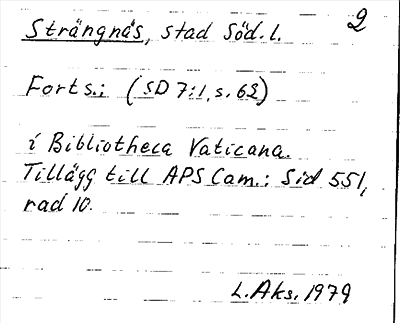 2
Strängnäs, stad Söd. l.
Forts.: (SD 7:1, s. 62)
i Bibliotheca Vaticana.
Tillägg till APS Cam.: Sid 551,
rad 10.
L. Aks. 1979